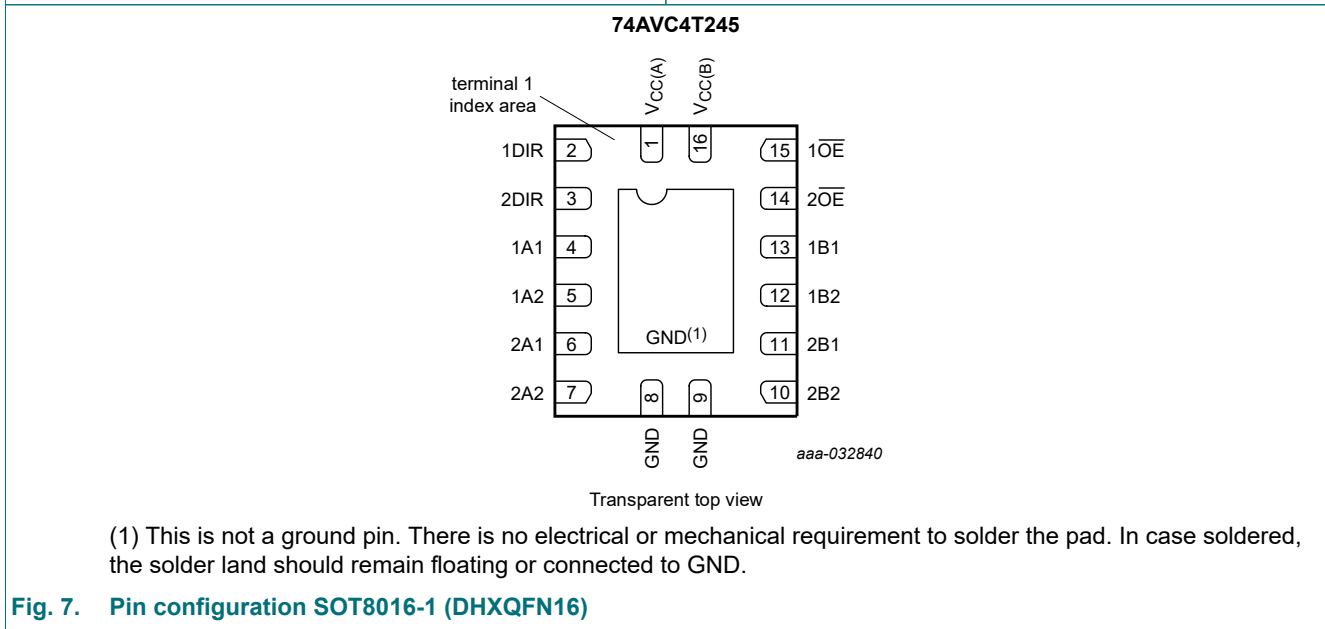 74AVC4T245
terminal 1
index area
VCC(A)
VCC(B)
1
16
1DIR 2
15 1OE
2DIR 3
14 2OE
1A1 4
13 1B1
1A2 5
12 1B2
2A1 6
GND(1)
11 2B1
2A2 7
10 2B2
8
9
GND
GND
aaa-032840
Transparent top view
(1) This is not a ground pin. There is no electrical or mechanical requirement to solder the pad. In case soldered,
the solder land should remain floating or connected to GND.
Fig. 7. Pin configuration SOT8016-1 (DHXQFN16)